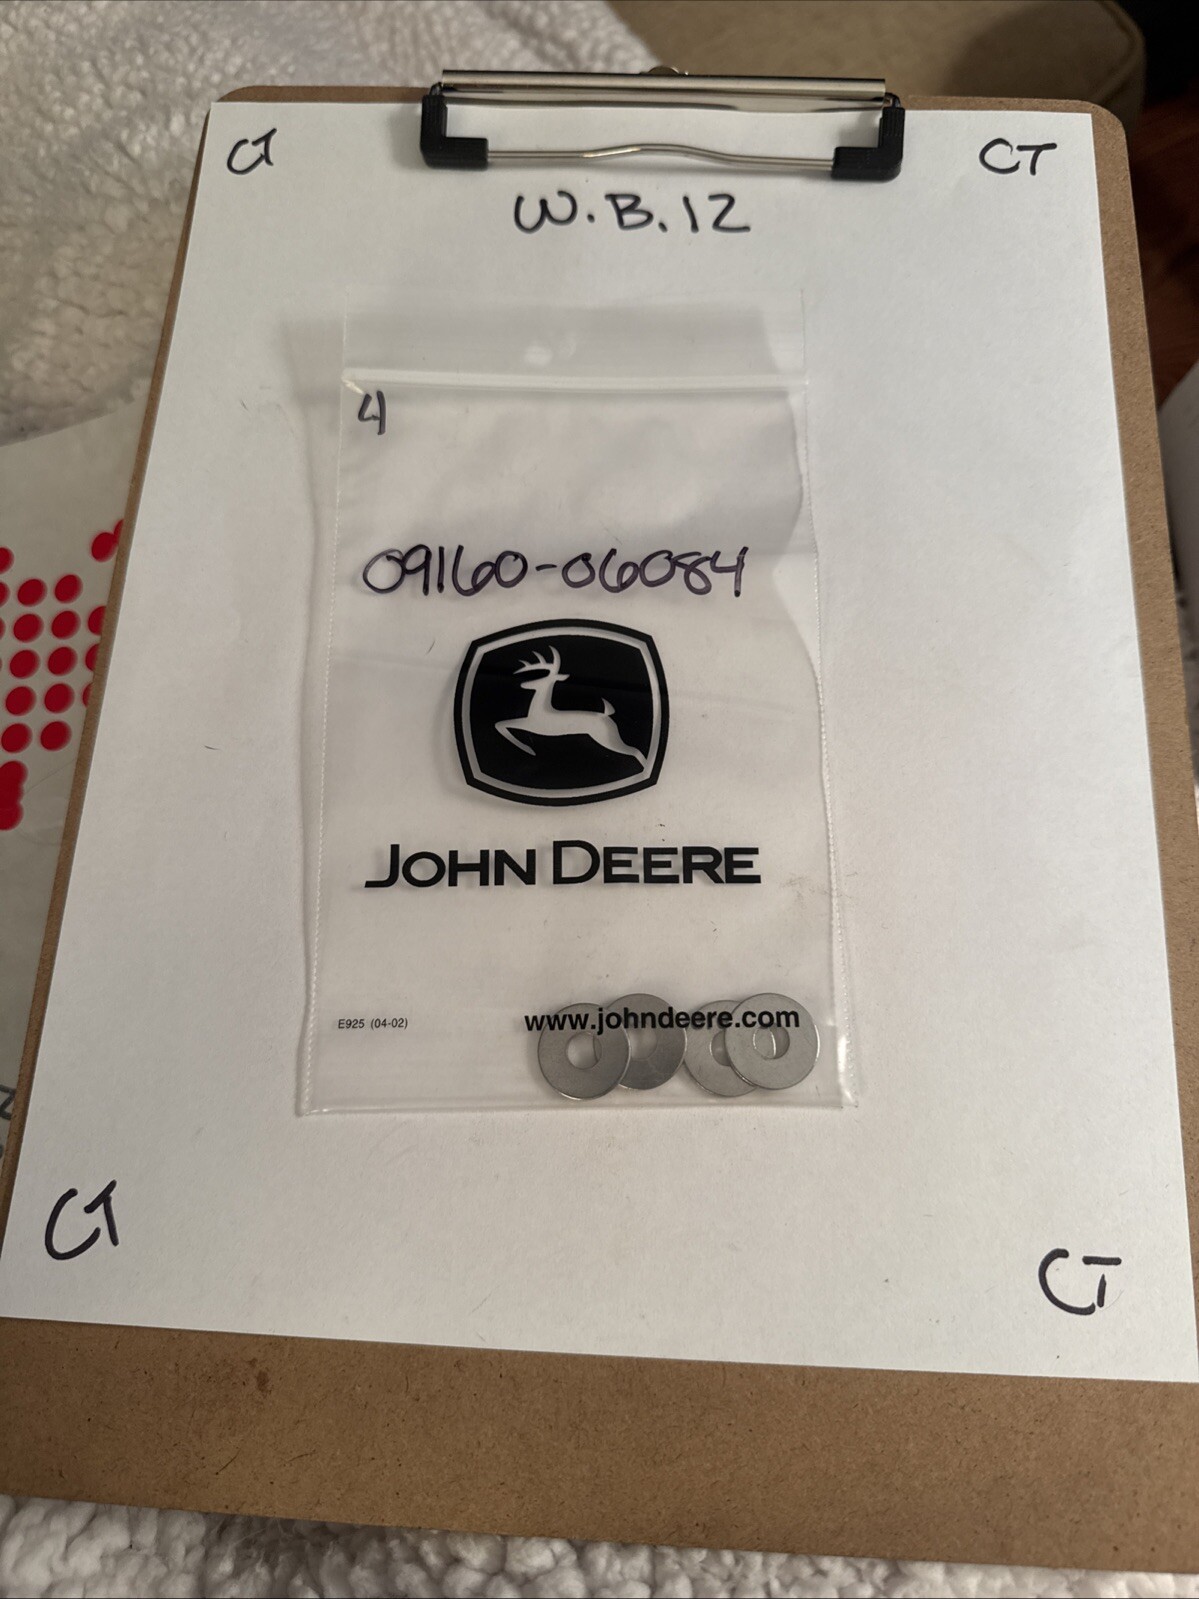 CT
CT
W.B.12
4
09160-06084
JOHN DEERE
E925 (04-02)
www.johndeere.com
CT
CT